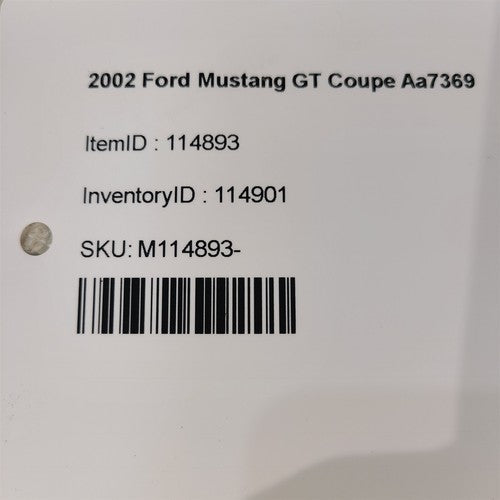 2002 Ford Mustang GT Coupe Aa7369
ItemID : 114893
InventoryID : 114901
SKU: M114893-